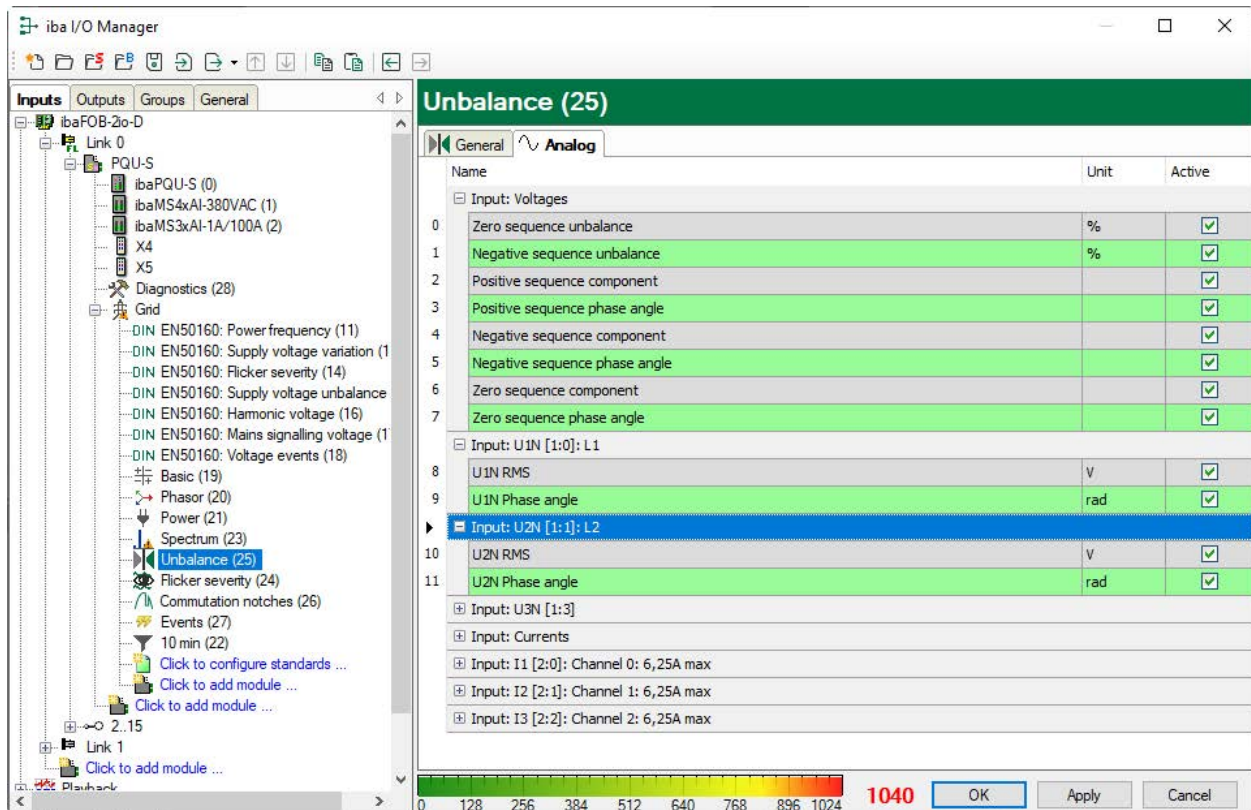 iba I/O Manager
Inputs Outputs Groups General
ibaFOB-2io-D
Link 0
PQU-S
ibaPQU-S (0)
ibaMS4xAI-380VAC (1)
ibaMS3xAI-1A/100A (2)
X4
X5
Diagnostics (28)
Grid
DIN EN50160: Power frequency (11)
DIN EN50160: Supply voltage variation (1
DIN EN50160: Flicker severity (14)
DIN EN50160: Supply voltage unbalance
DIN EN50160: Harmonic voltage (16)
DIN EN50160: Mains signalling voltage (1
DIN EN50160: Voltage events (18)
Basic (19)
Phasor (20)
Power (21)
Spectrum (23)
Unbalance (25)
Flicker severity (24)
Commutation notches (26)
Events (27)
10 min (22)
Click to configure standards ...
Click to add module ...
Click to add module ...
2..15
Link 1
Click to add module ...
Playback
Unbalance (25)
General Analog
Name Unit Active
Input: Voltages
0 Zero sequence unbalance %
1 Negative sequence unbalance %
2 Positive sequence component
3 Positive sequence phase angle
4 Negative sequence component
5 Negative sequence phase angle
6 Zero sequence component
7 Zero sequence phase angle
Input: U1N [1:0]: L1
8 U1N RMS V
9 U1N Phase angle rad
Input: U2N [1:1]: L2
10 U2N RMS V
11 U2N Phase angle rad
Input: U3N [1:3]
Input: Currents
Input: I1 [2:0]: Channel 0: 6,25A max
Input: I2 [2:1]: Channel 1: 6,25A max
Input: I3 [2:2]: Channel 2: 6,25A max
0 128 256 384 512 640 768 896 1024
1040 OK Apply Cancel